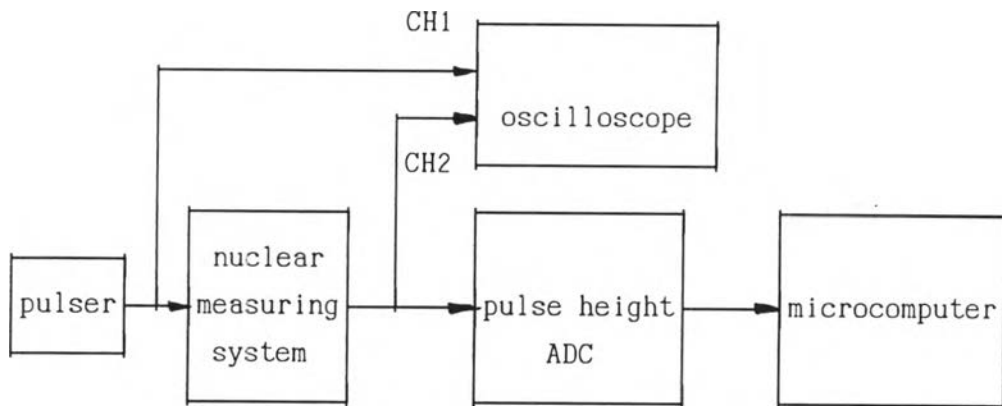 CH1
oscilloscope
CH2
pulser
nuclear
measuring
system
pulse height
ADC
microcomputer